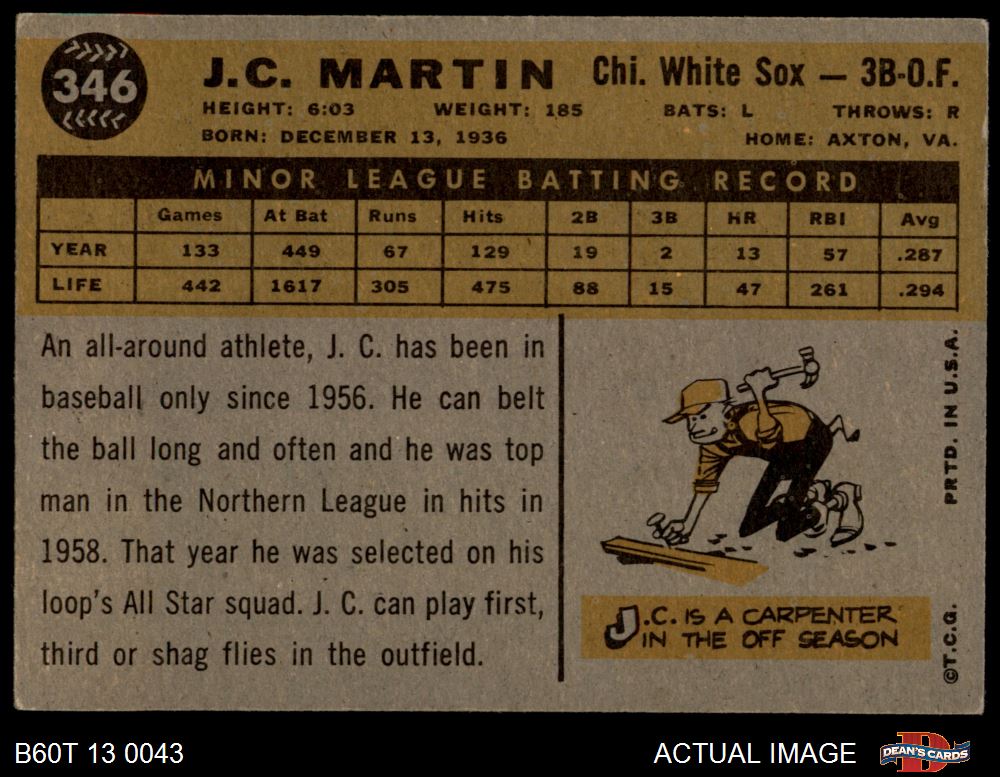 346
J.C. MARTIN Chi. White Sox — 3B-O.F.
HEIGHT: 6:03 WEIGHT: 185 BATS: L THROWS: R
BORN: DECEMBER 13, 1936 HOME: AXTON, VA.
MINOR LEAGUE BATTING RECORD
Games At Bat Runs Hits 2B 3B HR RBI Avg
YEAR 133 449 67 129 19 2 13 57 .287
LIFE 442 1617 305 475 88 15 47 261 .294
An all-around athlete, J. C. has been in
baseball only since 1956. He can belt
the ball long and often and he was top
man in the Northern League in hits in
1958. That year he was selected on his
loop's All Star squad. J. C. can play first,
third or shag flies in the outfield.
J.C. IS A CARPENTER
IN THE OFF SEASON
PRTD. IN U.S.A.
©T.C.G.
B60T 13 0043
ACTUAL IMAGE
DEAN'S CARDS